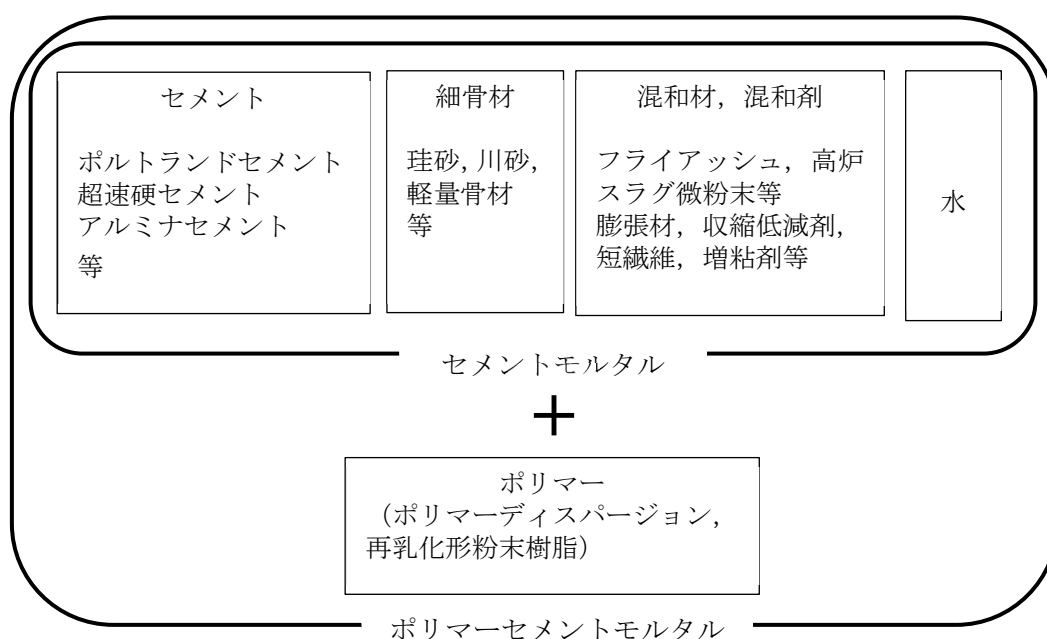 セメント
ポルトランドセメント
超速硬セメント
アルミナセメント
等
細骨材
珪砂, 川砂,
軽量骨材
等
混和材, 混和剤
フライアッシュ, 高炉
スラグ微粉末等
膨張材, 収縮低減剤,
短繊維, 増粘剤等
水
セメントモルタル
+
ポリマー
（ポリマーディスパージョン,
再乳化形粉末樹脂）
ポリマーセメントモルタル